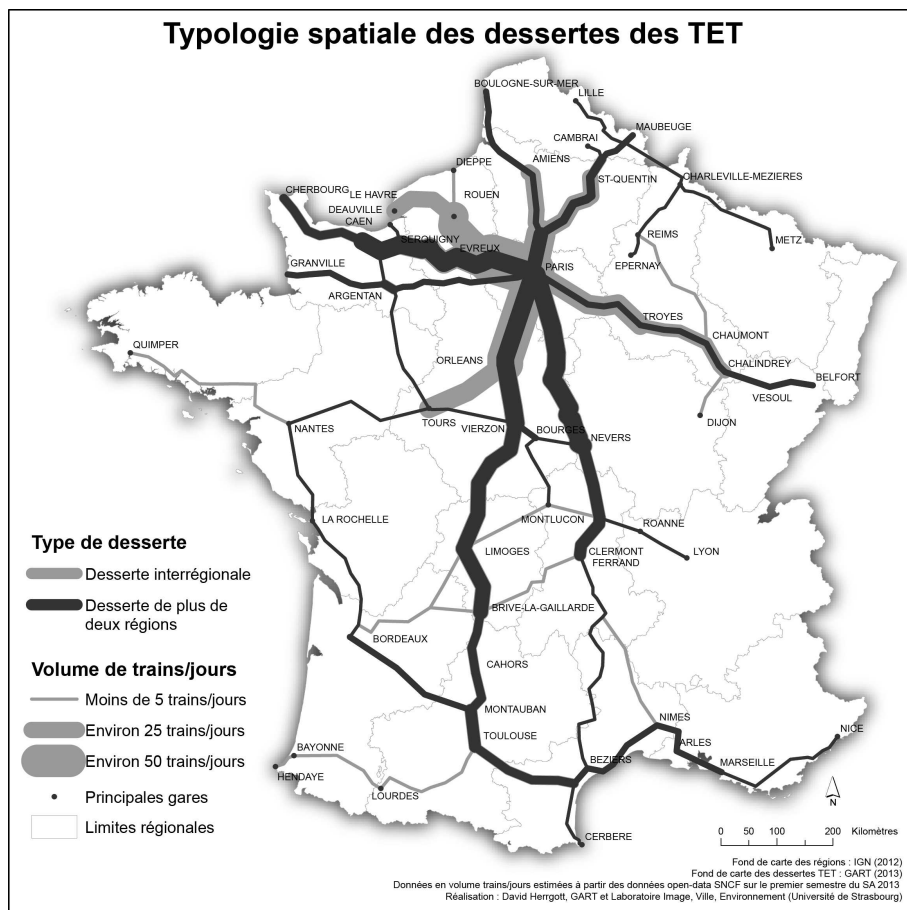 Typologie spatiale des dessertes des TET
BOULOGNE-SUR-MER
LILLE
MAUBEUGE
CAMBRAI
AMIENS
DIEPPE
ST-QUENTIN
CHARLEVILLE-MEZIERES
CHERBOURG
LE HAVRE
ROUEN
DEAUVILLE
CAEN
SERQUIGNY
EVREUX
REIMS
METZ
GRANVILLE
PARIS
EPERNAY
ARGENTAN
TROYES
CHAUMONT
QUIMPER
ORLEANS
CHALINDREY
BELFORT
VESOUL
NANTES
TOURS
VIERZON
BOURGES
NEVERS
DIJON
LA ROCHELLE
MONTLUCON
ROANNE
LYON
LIMOGES
CLERMONT
FERRAND
BRIVE-LA-GAILLARDE
BORDEAUX
CAHORS
MONTAUBAN
TOULOUSE
NIMES
ARLES
NICE
BAYONNE
HENDAYE
LOURDES
BEZIERS
MARSEILLE
CERBERE
Type de desserte
Desserte interrégionale
Desserte de plus de
deux régions
Volume de trains/jours
Moins de 5 trains/jours
Environ 25 trains/jours
Environ 50 trains/jours
Principales gares
Limites régionales
N
0 50 100 200 Kilomètres
Fond de carte des régions : IGN (2012)
Fond de carte des dessertes TET : GART (2013)
Données en volume trains/jours estimées à partir des données open-data SNCF sur le premier semestre du SA 2013
Réalisation : David Herrgott, GART et Laboratoire Image, Ville, Environnement (Université de Strasbourg)